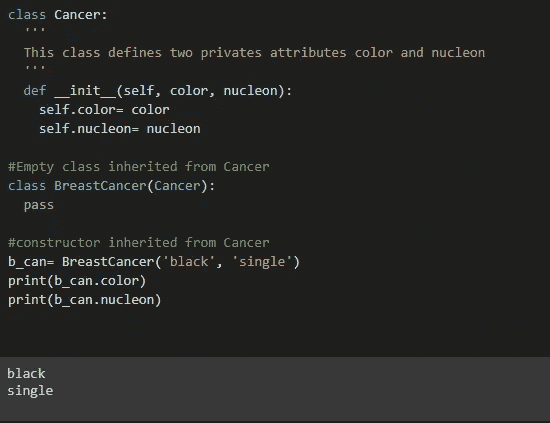 class Cancer:
  '''
  This class defines two privates attributes color and nucleon
  '''
  def __init__(self, color, nucleon):
    self.color= color
    self.nucleon= nucleon

#Empty class inherited from Cancer
class BreastCancer(Cancer):
  pass

#constructor inherited from Cancer
b_can= BreastCancer('black', 'single')
print(b_can.color)
print(b_can.nucleon)

black
single